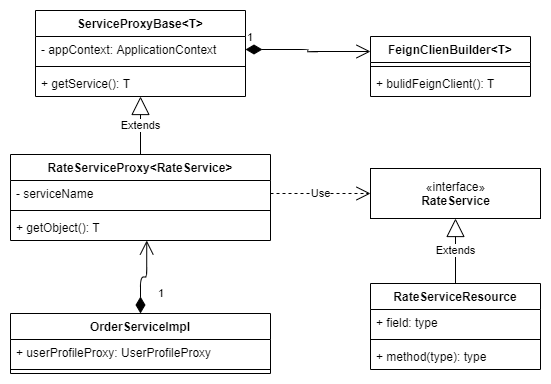 ServiceProxyBase<T>
- appContext: ApplicationContext
+ getService(): T
1
FeignClienBuilder<T>
+ bulidFeignClient(): T
Extends
RateServiceProxy<RateService>
- serviceName
+ getObject(): T
Use
«interface»
RateService
Extends
1
OrderServiceImpl
+ userProfileProxy: UserProfileProxy
RateServiceResource
+ field: type
+ method(type): type